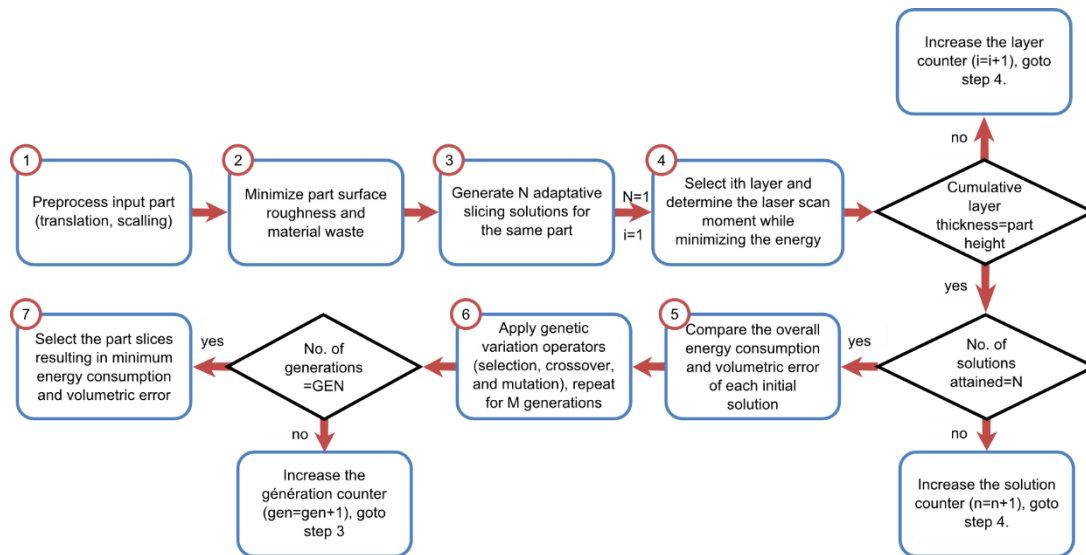 Increase the layer
counter (i=i+1), goto
step 4.
no
1
Preprocess input part
(translation, scalling)
2
Minimize part surface
roughness and
material waste
3
Generate N adaptative
slicing solutions for
the same part
N=1
i=1
4
Select ith layer and
determine the laser scan
moment while
minimizing the energy
Cumulative
layer
thickness=part
height
yes
7
Select the part slices
resulting in minimum
energy consumption
and volumetric error
yes
No. of
generations
=GEN
6
Apply genetic
variation operators
(selection, crossover,
and mutation), repeat
for M generations
5
Compare the overall
energy consumption
and volumetric error
of each initial
solution
yes
No. of
solutions
attained=N
no
Increase the
génération counter
(gen=gen+1), goto
step 3
no
Increase the solution
counter (n=n+1), goto
step 4.